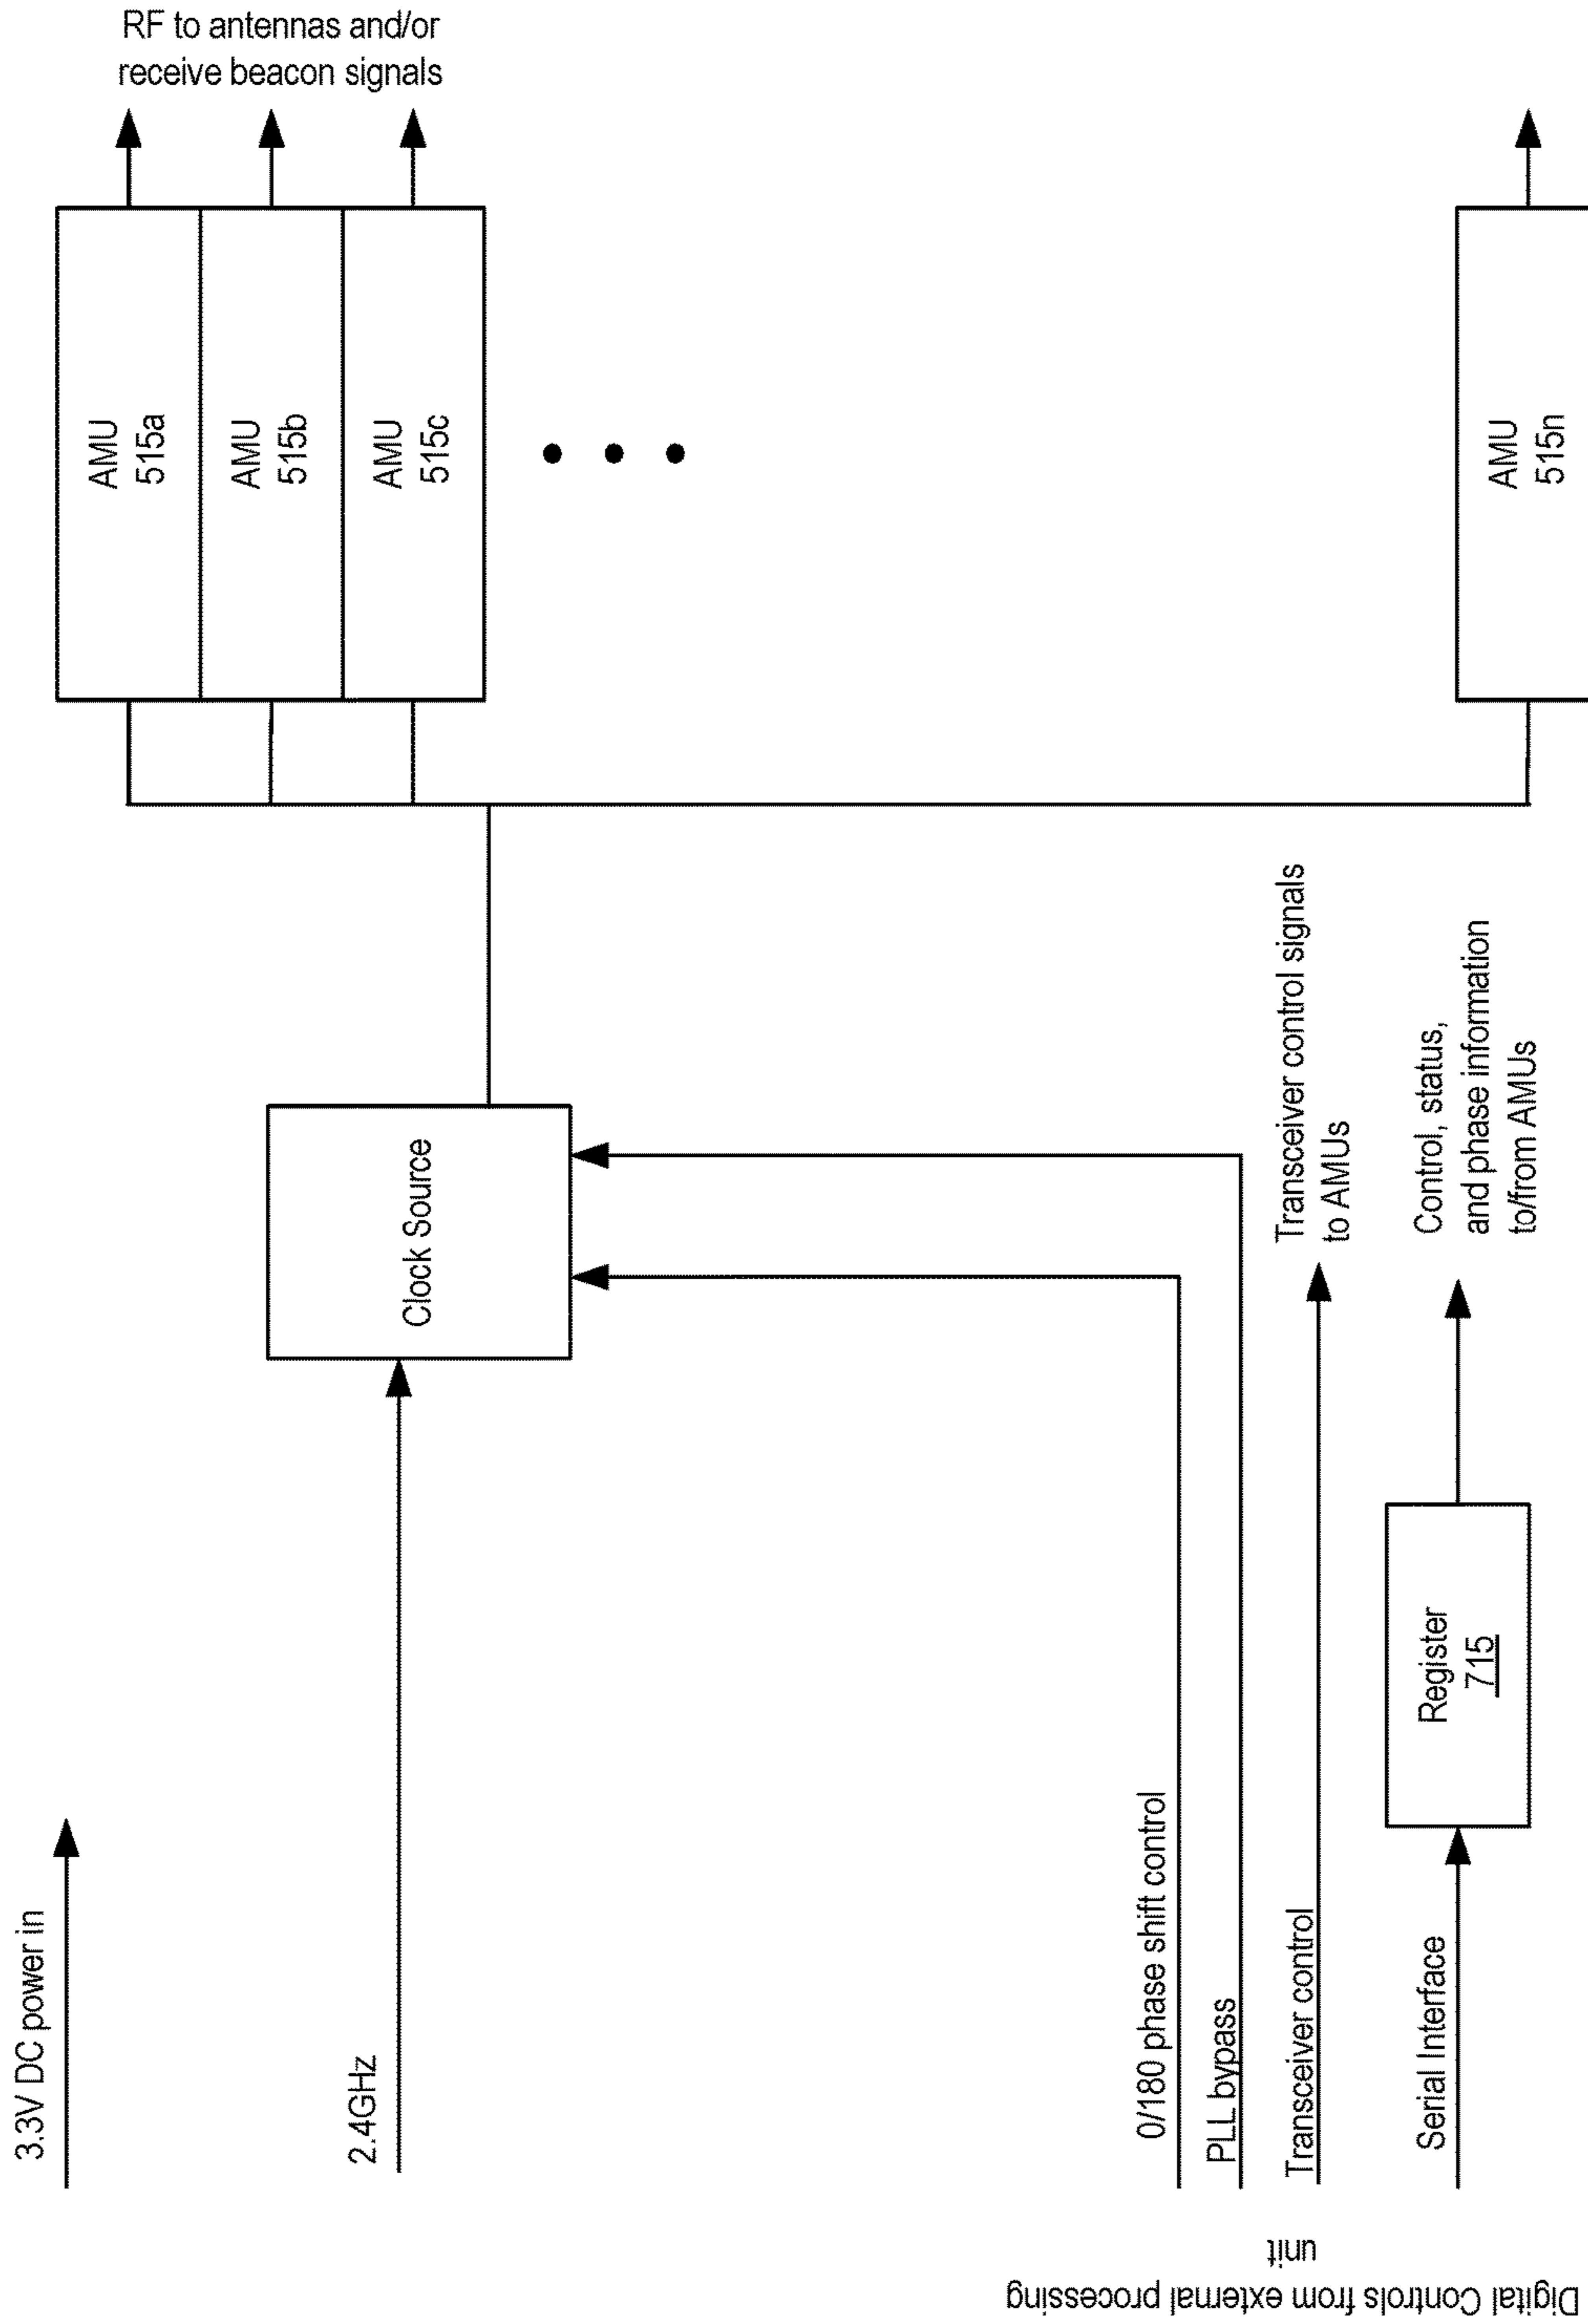 RF to antennas and/or
receive beacon signals
AMU
515a
AMU
515b
AMU
515c
AMU
515n
Clock Source
Transceiver control signals
to AMUs
Control, status,
and phase information
to/from AMUs
3.3V DC power in
2.4GHz
0/180 phase shift control
PLL bypass
Transceiver control
Serial Interface
Register
715
Digital Controls from external processing
unit